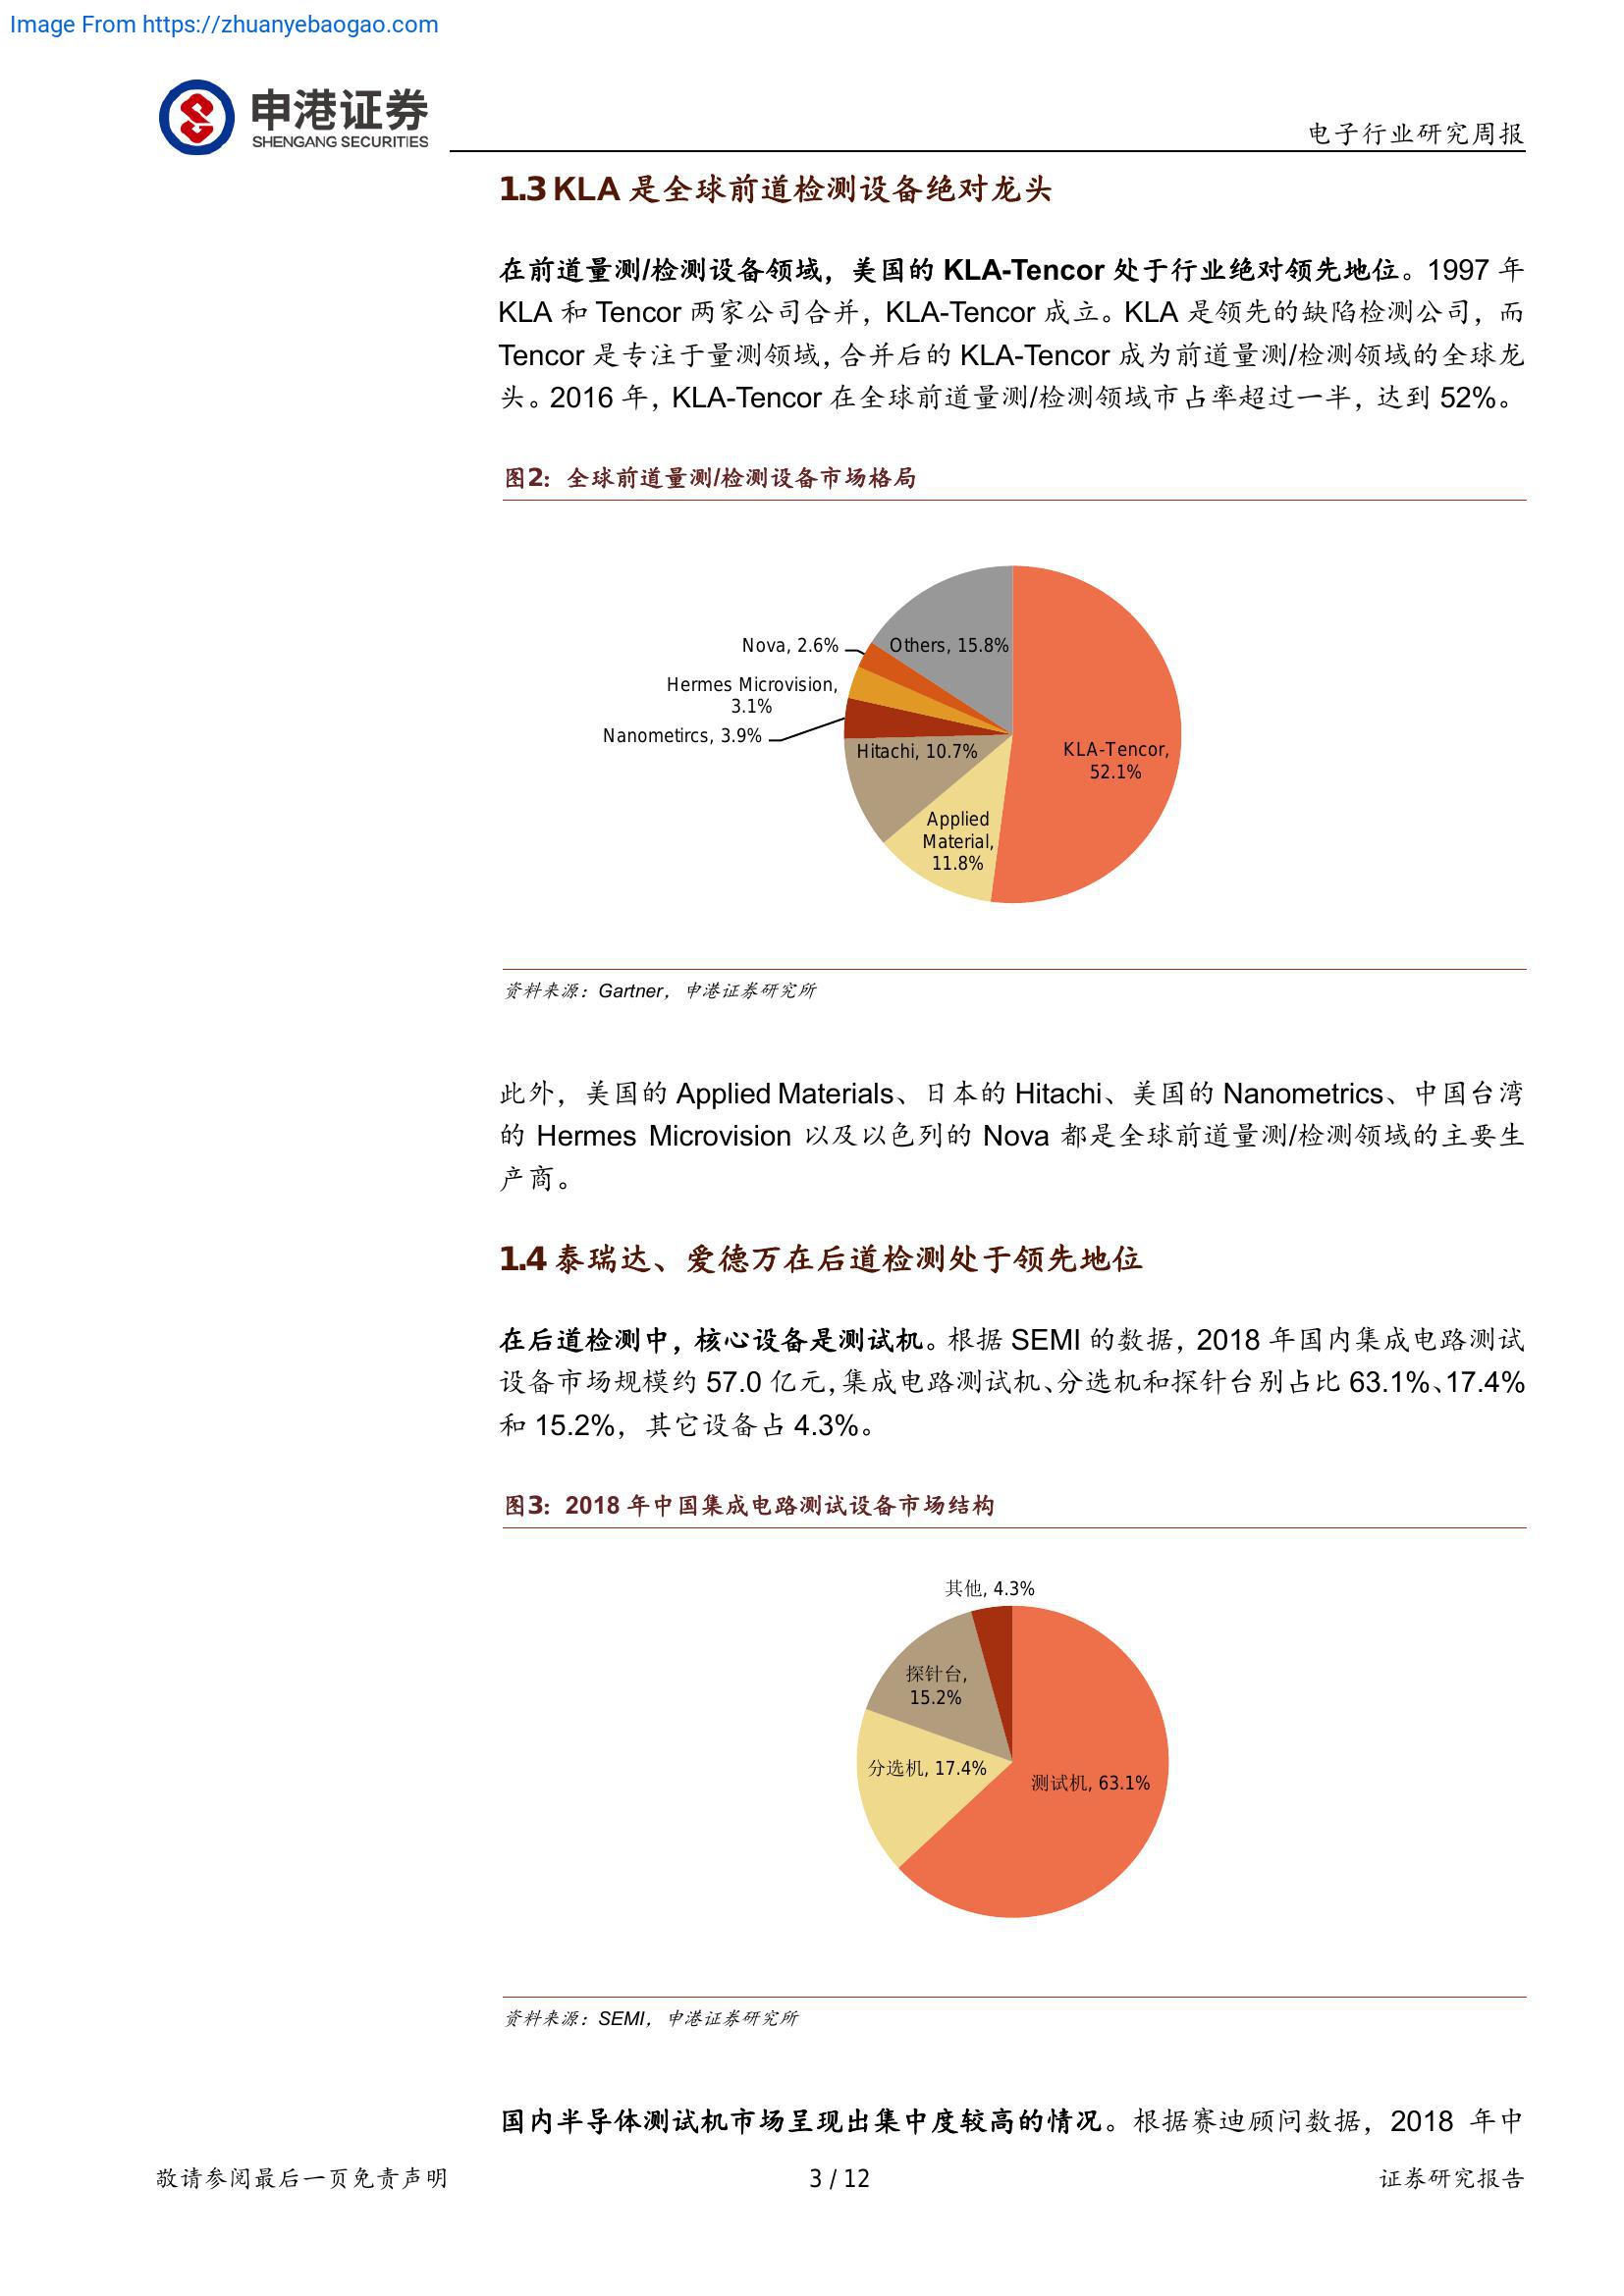 Image From https://zhuanyebaogao.com
申港证券
SHENGANG SECURITIES
电子行业研究周报
1.3 KLA 是全球前道检测设备绝对龙头
在前道量测/检测设备领域，美国的 KLA-Tencor 处于行业绝对领先地位。1997 年
KLA 和 Tencor 两家公司合并，KLA-Tencor 成立。KLA 是领先的缺陷检测公司，而
Tencor 是专注于量测领域，合并后的 KLA-Tencor 成为前道量测/检测领域的全球龙
头。2016 年，KLA-Tencor 在全球前道量测/检测领域市占率超过一半，达到 52%。
图2：全球前道量测/检测设备市场格局
Nova, 2.6%
Others, 15.8%
Hermes Microvision,
3.1%
Nanometircs, 3.9%
Hitachi, 10.7%
KLA-Tencor,
52.1%
Applied
Material,
11.8%
资料来源：Gartner，申港证券研究所
此外，美国的 Applied Materials、日本的 Hitachi、美国的 Nanometrics、中国台湾
的 Hermes Microvision 以及以色列的 Nova 都是全球前道量测/检测领域的主要生
产商。
1.4 泰瑞达、爱德万在后道检测处于领先地位
在后道检测中，核心设备是测试机。根据 SEMI 的数据，2018 年国内集成电路测试
设备市场规模约 57.0 亿元，集成电路测试机、分选机和探针台别占比 63.1%、17.4%
和 15.2%，其它设备占 4.3%。
图3：2018 年中国集成电路测试设备市场结构
其他, 4.3%
探针台,
15.2%
分选机, 17.4%
测试机, 63.1%
资料来源：SEMI，申港证券研究所
国内半导体测试机市场呈现出集中度较高的情况。根据赛迪顾问数据，2018 年中
敬请参阅最后一页免责声明
3 / 12
证券研究报告